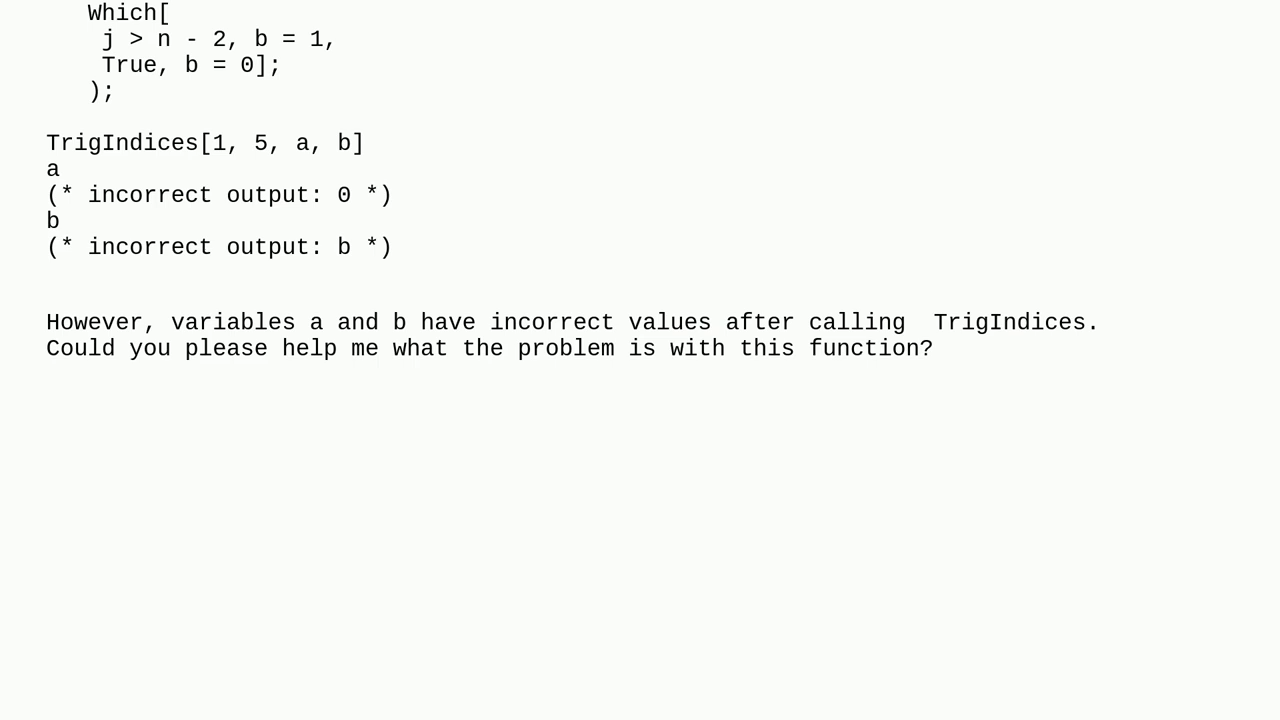 Which[
j > n - 2, b = 1,
True, b = 0];
);
TrigIndices[1, 5, a, b]
a
(* incorrect output: 0 *)
b
(* incorrect output: b *)
However, variables a and b have incorrect values after calling  TrigIndices.
Could you please help me what the problem is with this function?